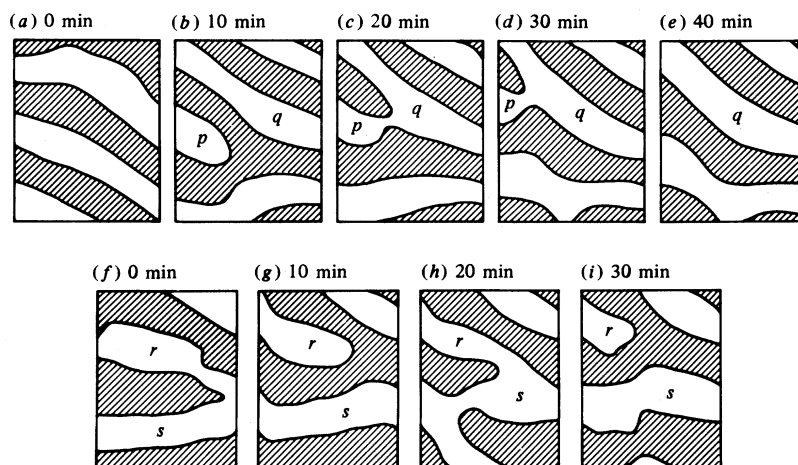 (a) 0 min (b) 10 min (c) 20 min (d) 30 min (e) 40 min
p q p q p q q
(f) 0 min (g) 10 min (h) 20 min (i) 30 min
r r r r
s s s s